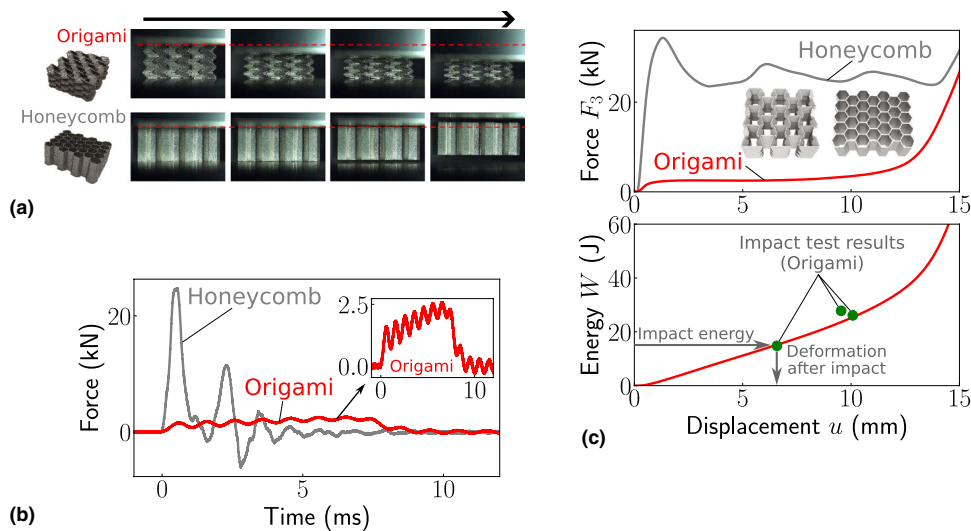 (a)
Origami
Honeycomb
(b)
Force (kN)
20
0
Honeycomb
Origami
2.5
0.0
Origami
0
10
0
5
10
Time (ms)
(c)
Force F₃ (kN)
20
0
Honeycomb
Origami
0
5
10
15
Energy W (J)
60
40
20
0
Impact test results
(Origami)
Impact energy
Deformation
after impact
0
5
10
15
Displacement u (mm)